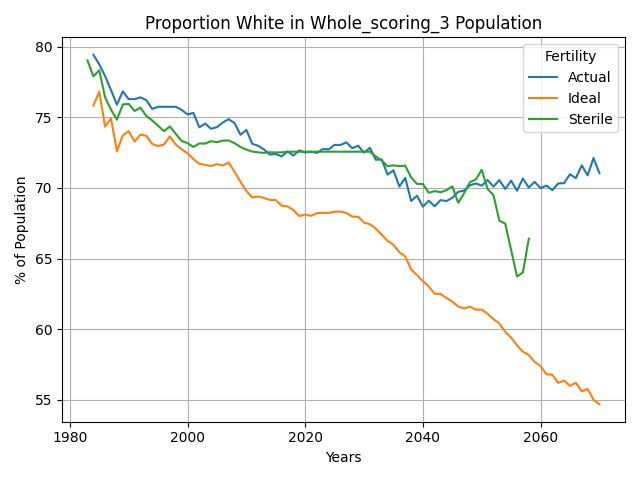 Proportion White in Whole_scoring_3 Population
Fertility
Actual
Ideal
Sterile
% of Population
80
75
70
65
60
55
1980
2000
2020
2040
2060
Years